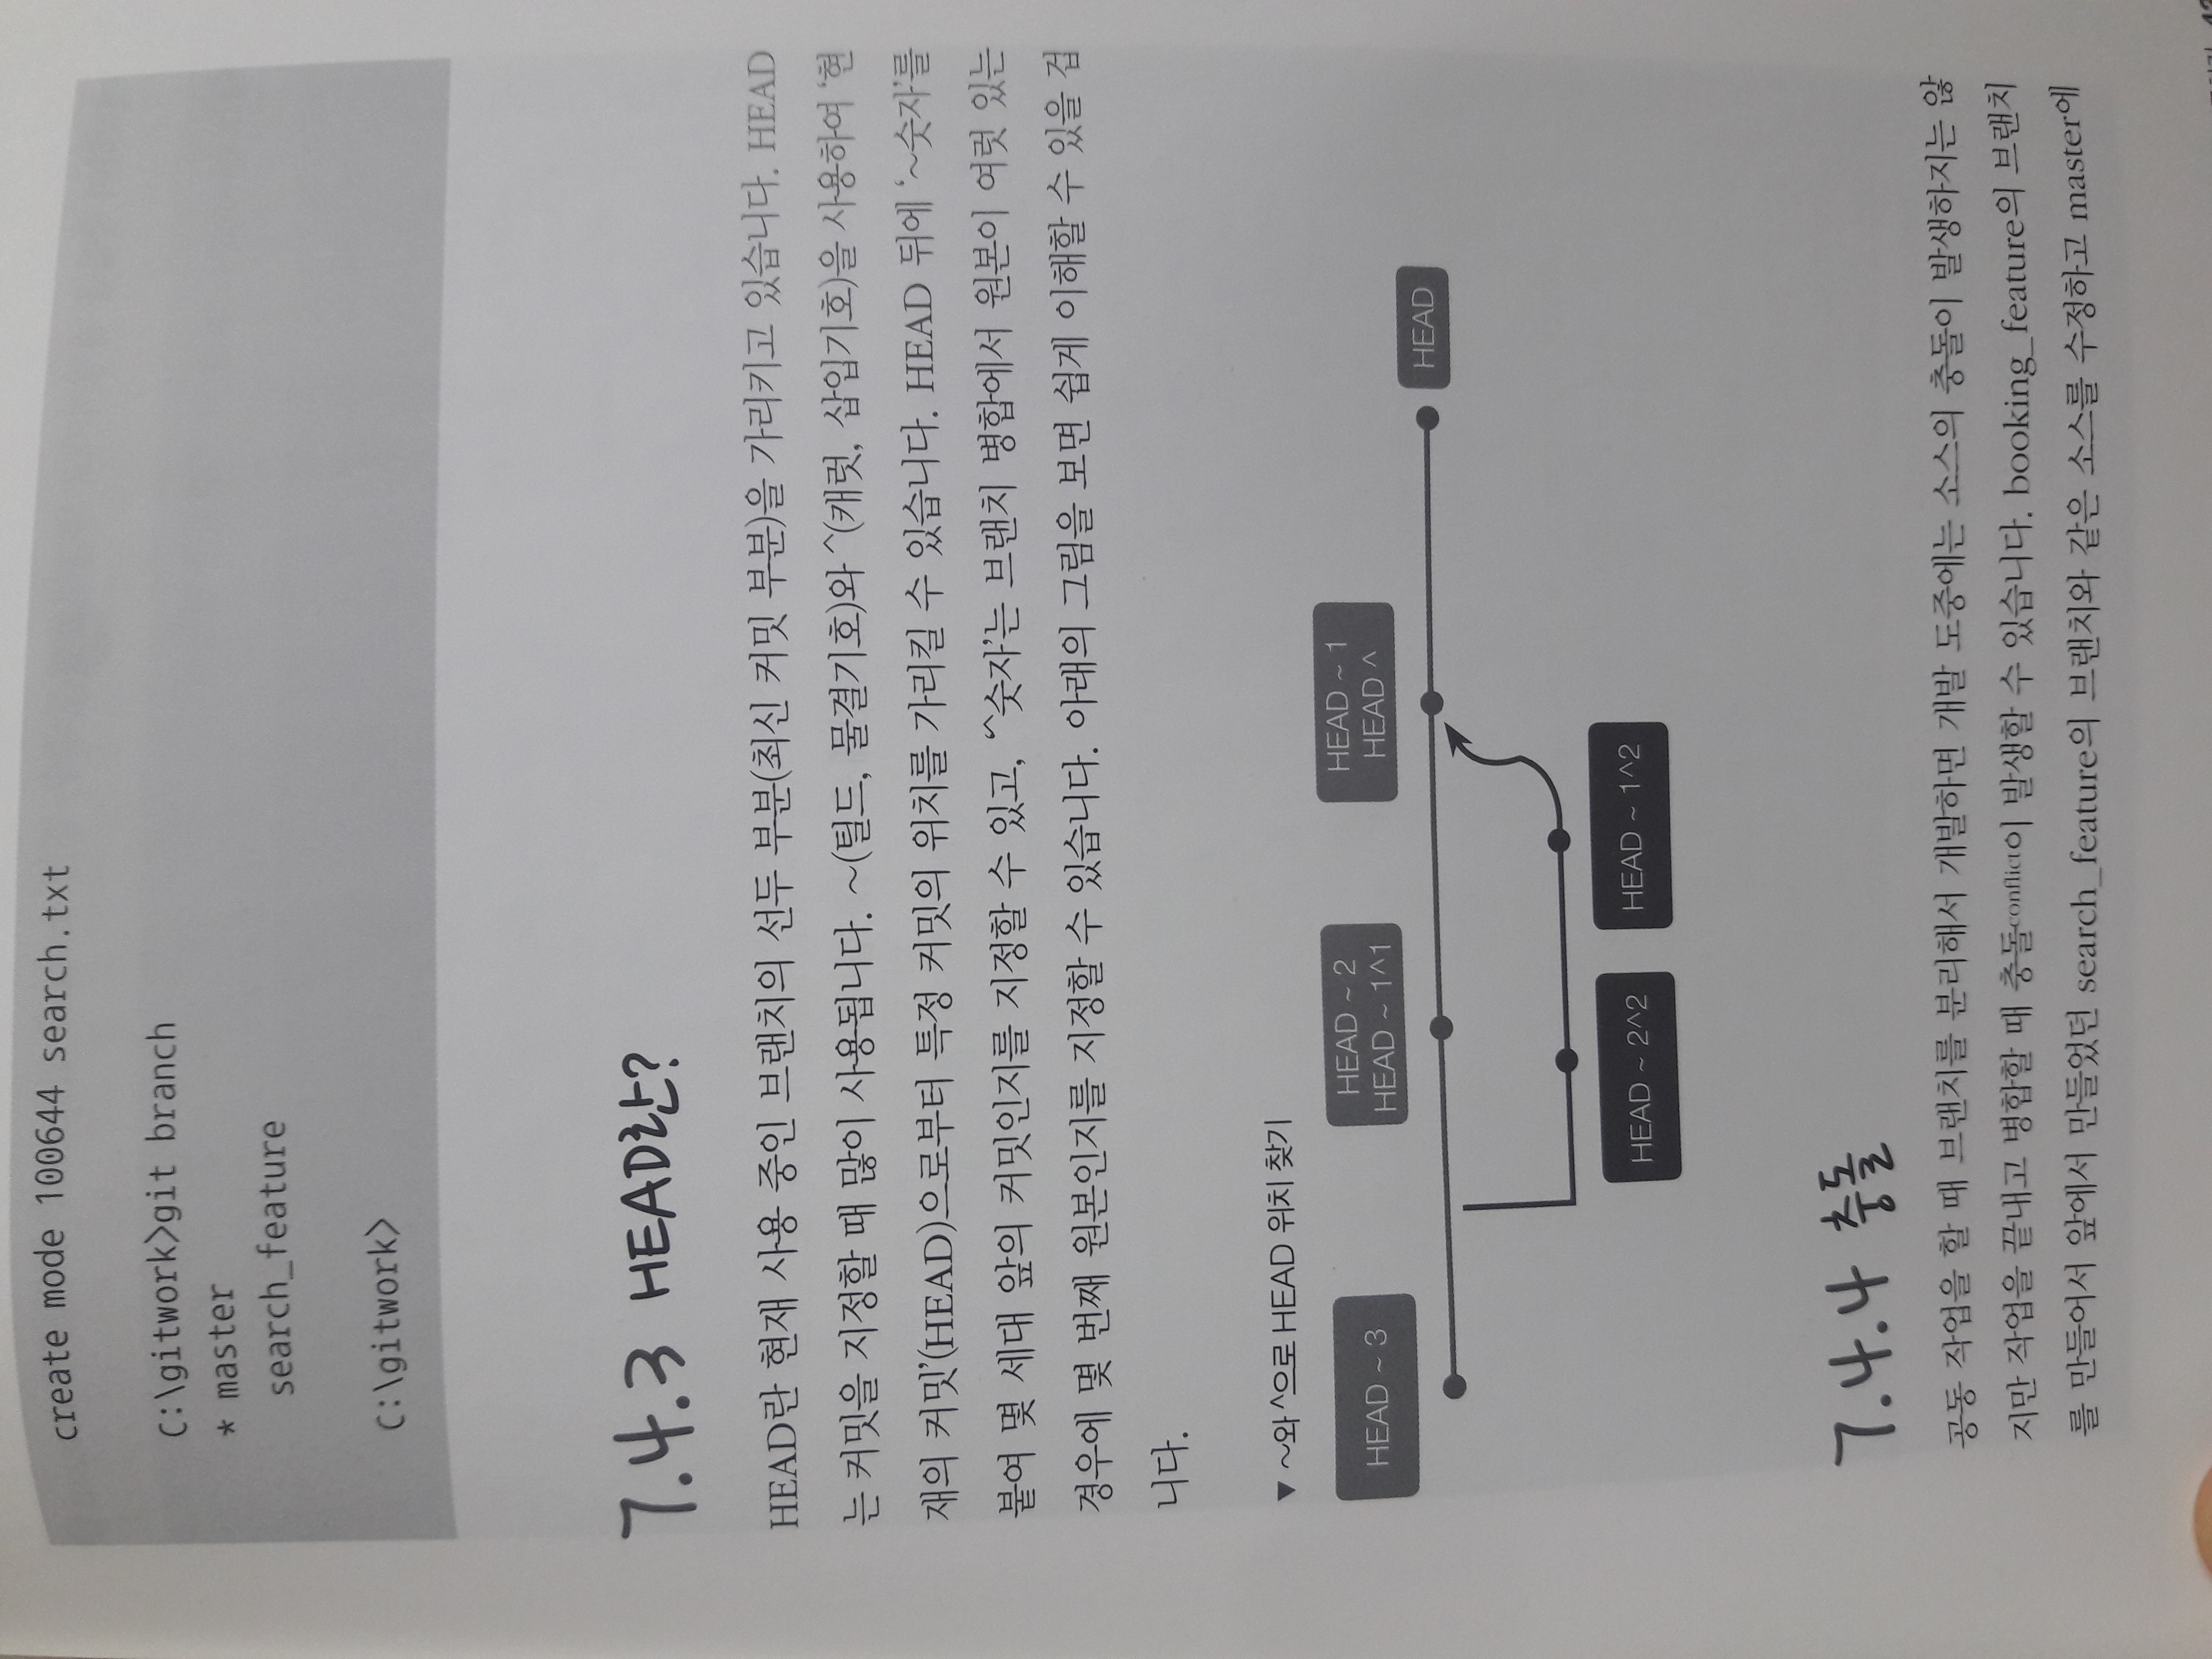 create mode 100644 search.txt
C:\gitwork>git branch
* master
search_feature
C:\gitwork>
7.4.3 HEAD란?
HEAD란 현재 사용 중인 브랜치의 선두 부분(최신 커밋 부분)을 가리키고 있습니다. HEAD
는 커밋을 지정할 때 많이 사용됩니다. ~(틸드, 물결기호)와 ^(캐럿, 삽입기호)을 사용하여 ‘현
재의 커밋’(HEAD)으로부터 특정 커밋의 위치를 가리킬 수 있습니다. HEAD 뒤에 ‘~숫자’를
붙여 몇 세대 앞의 커밋인지를 지정할 수 있고, ‘^숫자’는 브랜치 병합에서 원본이 여럿 있는
경우에 몇 번째 원본인지를 지정할 수 있습니다. 아래의 그림을 보면 쉽게 이해할 수 있을 겁
니다.
▼ ~와 ^으로 HEAD 위치 찾기
HEAD ~ 3
HEAD ~ 2
HEAD ~ 1^1
HEAD ~ 1
HEAD ^
HEAD
HEAD ~ 2^2
HEAD ~ 1^2
7.4.4 충돌
공동 작업을 할 때 브랜치를 분리해서 개발하면 개발 도중에는 소스의 충돌이 발생하지는 않
지만 작업을 끝내고 병합할 때 충돌conflict이 발생할 수 있습니다. booking_feature의 브랜치
를 만들어서 앞에서 만들었던 search_feature의 브랜치와 같은 소스를 수정하고 master에